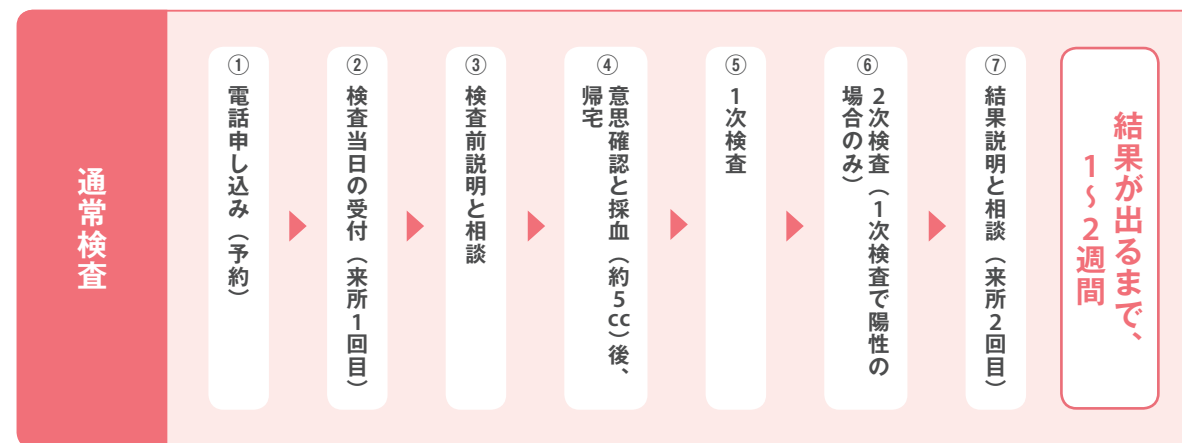 通常検査
①
電話申し込み（予約）
②
検査当日の受付（来所1回目）
③
検査前説明と相談
④
意思確認と採血（約5cc）後、
帰宅
⑤
1次検査
⑥
2次検査（1次検査で陽性の
場合のみ）
⑦
結果説明と相談（来所2回目）
結果が出るまで、
1〜2週間